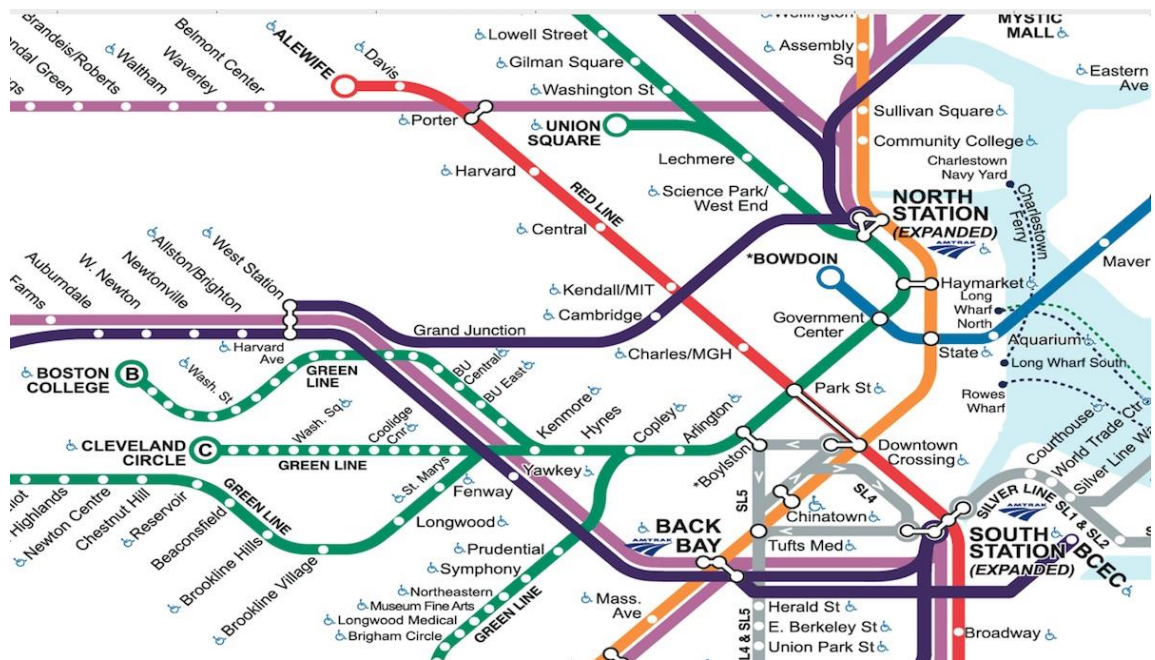 Brandeis/Roberts
Waltham
Waverley
Belmont Center
ALEWIFE
Davis
Porter
Harvard
RED LINE
Central
Kendall/MIT
Cambridge
Charles/MGH
Lowell Street
Gilman Square
Washington St
UNION
SQUARE
Lechmere
Science Park/
West End
Wellington
Assembly
Sq
Sullivan Square
Community College
MYSTIC
MALL
Eastern
Ave
Charlestown
Navy Yard
Charlestown
Ferry
NORTH
STATION
(EXPANDED)
AMTRAK
*BOWDOIN
Haymarket
Long
Wharf
North
Government
Center
State
Aquarium
Long Wharf South
Rowes
Wharf
Maver
Farms
Auburndale
W. Newton
Newtonville
Allston/Brighton
West Station
Harvard
Ave
Grand Junction
BOSTON
COLLEGE
B
Wash. St
GREEN
LINE
BU
Central
BU East
CLEVELAND
CIRCLE
C
Wash. Sq
Coolidge
Cnr
GREEN LINE
St. Marys
Kenmore
Hynes
Copley
Arlington
Park St
*Boylston
Downtown
Crossing
Yawkey
Fenway
Longwood
Highlands
Newton Centre
Chestnut Hill
Reservoir
Beaconsfield
Brookline Hills
Brookline Village
GREEN LINE
Prudential
Symphony
Northeastern
Museum Fine Arts
Longwood Medical
Brigham Circle
GREEN LINE
BACK
BAY
AMTRAK
Mass.
Ave
SL5
SL4
Chinatown
Tufts Med
Herald St
E. Berkeley St
Union Park St
SL4 & SL5
Courthouse
World Trade Ctr
Silver Line Wa
SILVER LINE
SL1 & SL2
AMTRAK
SOUTH
STATION
(EXPANDED)
BCEC
Broadway